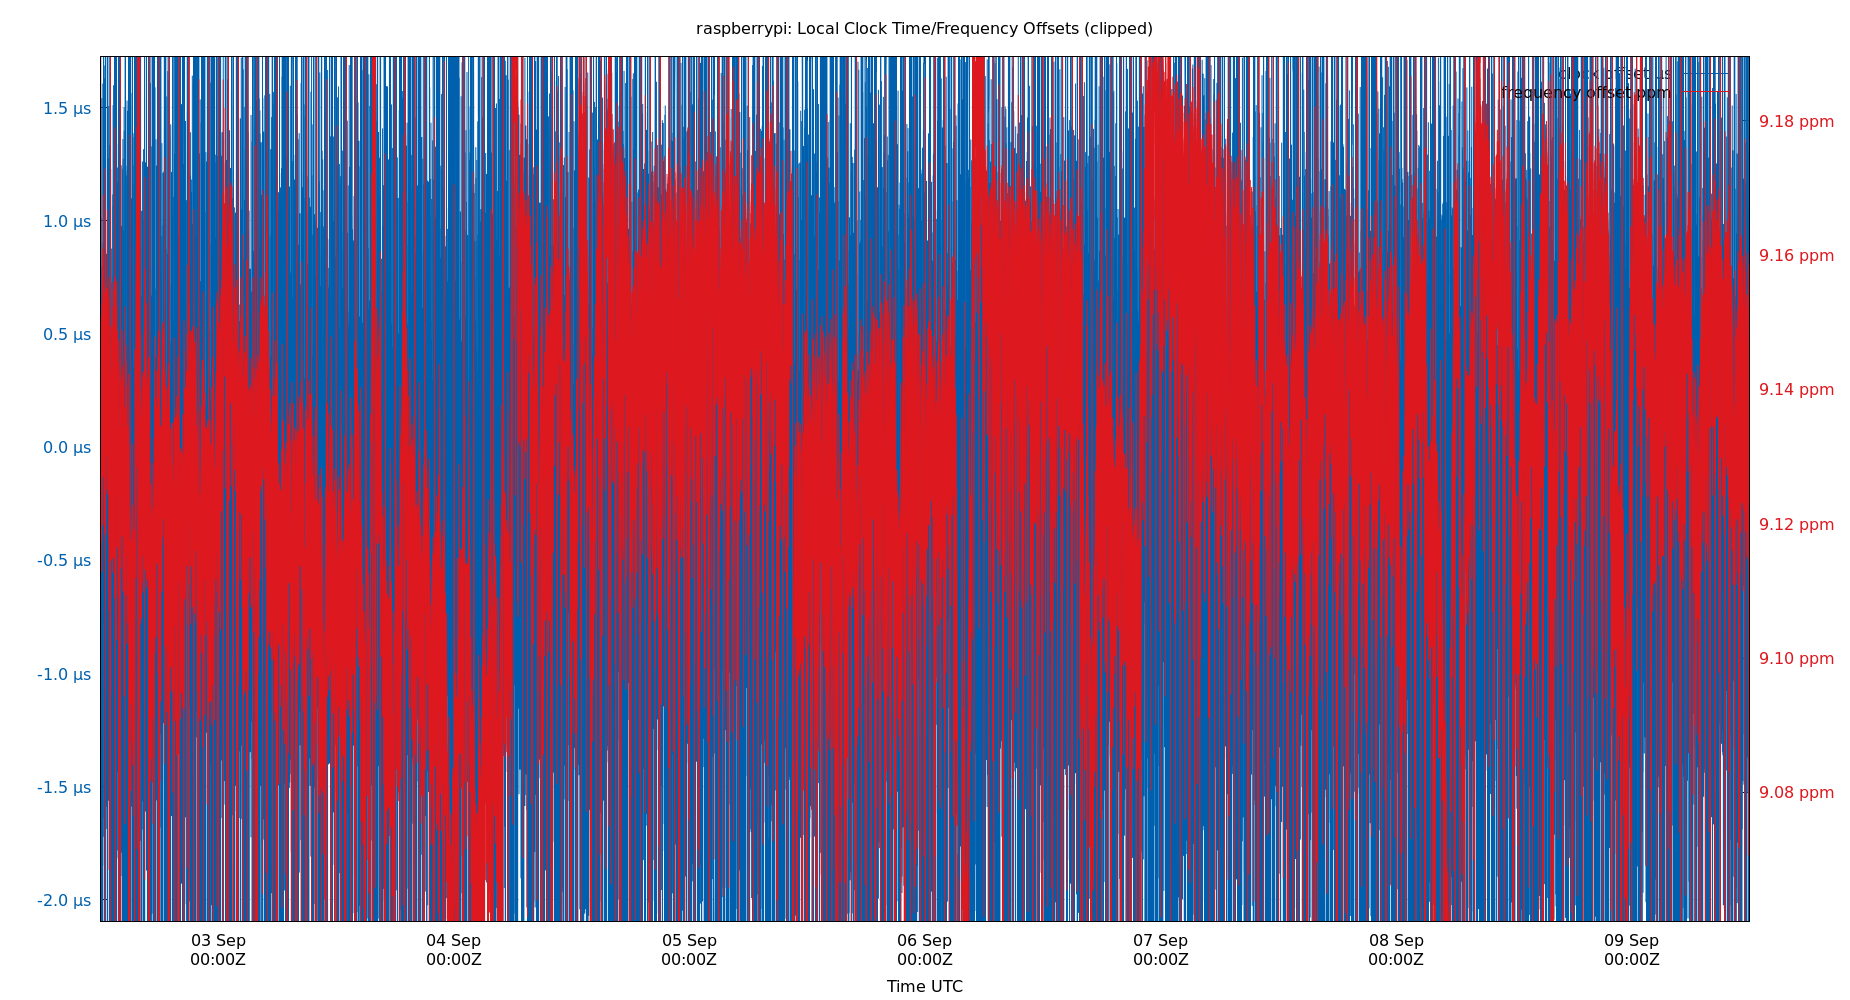 raspberrypi: Local Clock Time/Frequency Offsets (clipped)
clock offset µs
frequency offset ppm
1.5 µs
1.0 µs
0.5 µs
0.0 µs
-0.5 µs
-1.0 µs
-1.5 µs
-2.0 µs
9.18 ppm
9.16 ppm
9.14 ppm
9.12 ppm
9.10 ppm
9.08 ppm
03 Sep
00:00Z
04 Sep
00:00Z
05 Sep
00:00Z
06 Sep
00:00Z
07 Sep
00:00Z
08 Sep
00:00Z
09 Sep
00:00Z
Time UTC